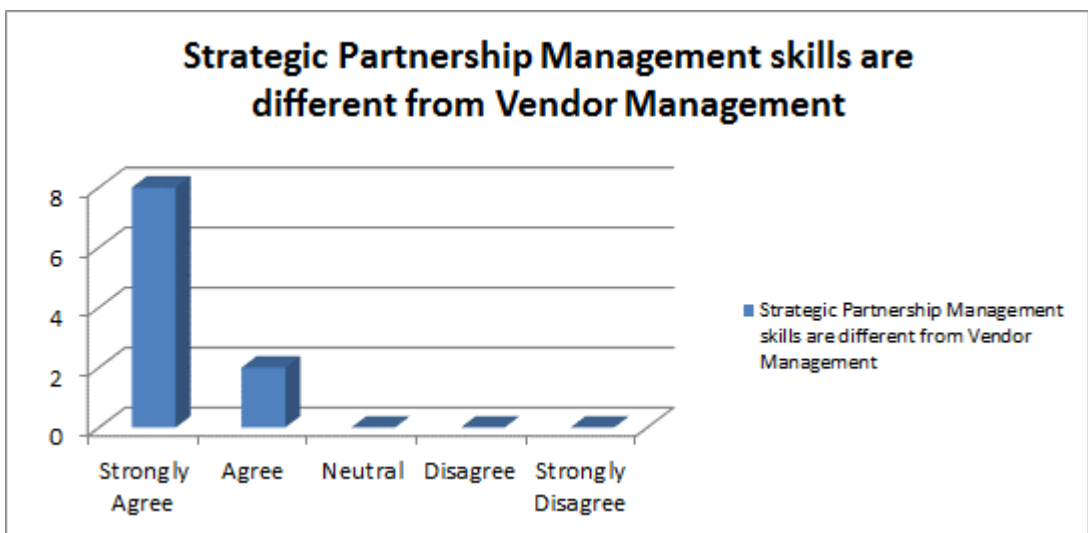 Strategic Partnership Management skills are
different from Vendor Management
8
6
4
2
0
Strongly
Agree
Agree
Neutral
Disagree
Strongly
Disagree
Strategic Partnership Management
skills are different from Vendor
Management